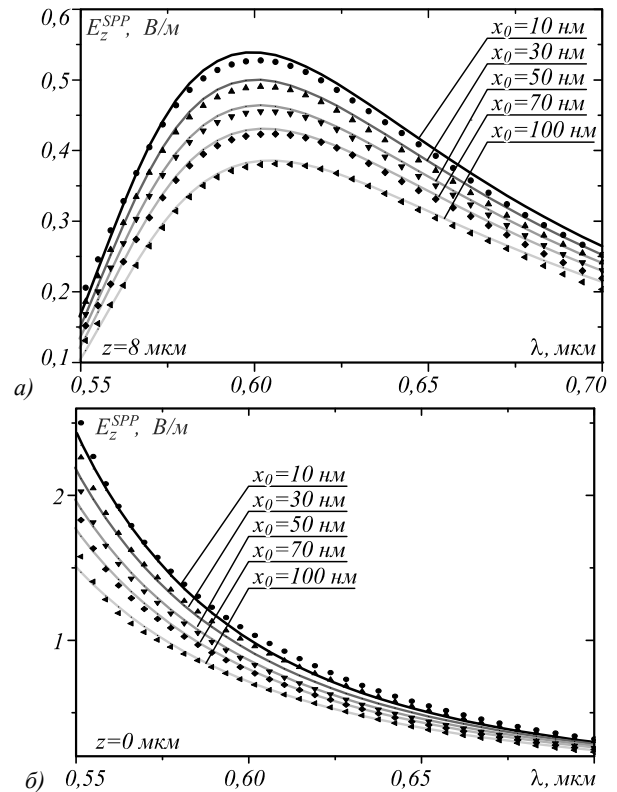 0,6
E_z^SPP, В/м
x₀=10 нм
x₀=30 нм
0,5
x₀=50 нм
x₀=70 нм
x₀=100 нм
0,4
0,3
0,2
z=8 мкм
λ, мкм
0,1
а)
0,55
0,60
0,65
0,70
E_z^SPP, В/м
x₀=10 нм
2
x₀=30 нм
x₀=50 нм
x₀=70 нм
x₀=100 нм
1
z=0 мкм
б)
0,55
0,60
0,65
λ, мкм